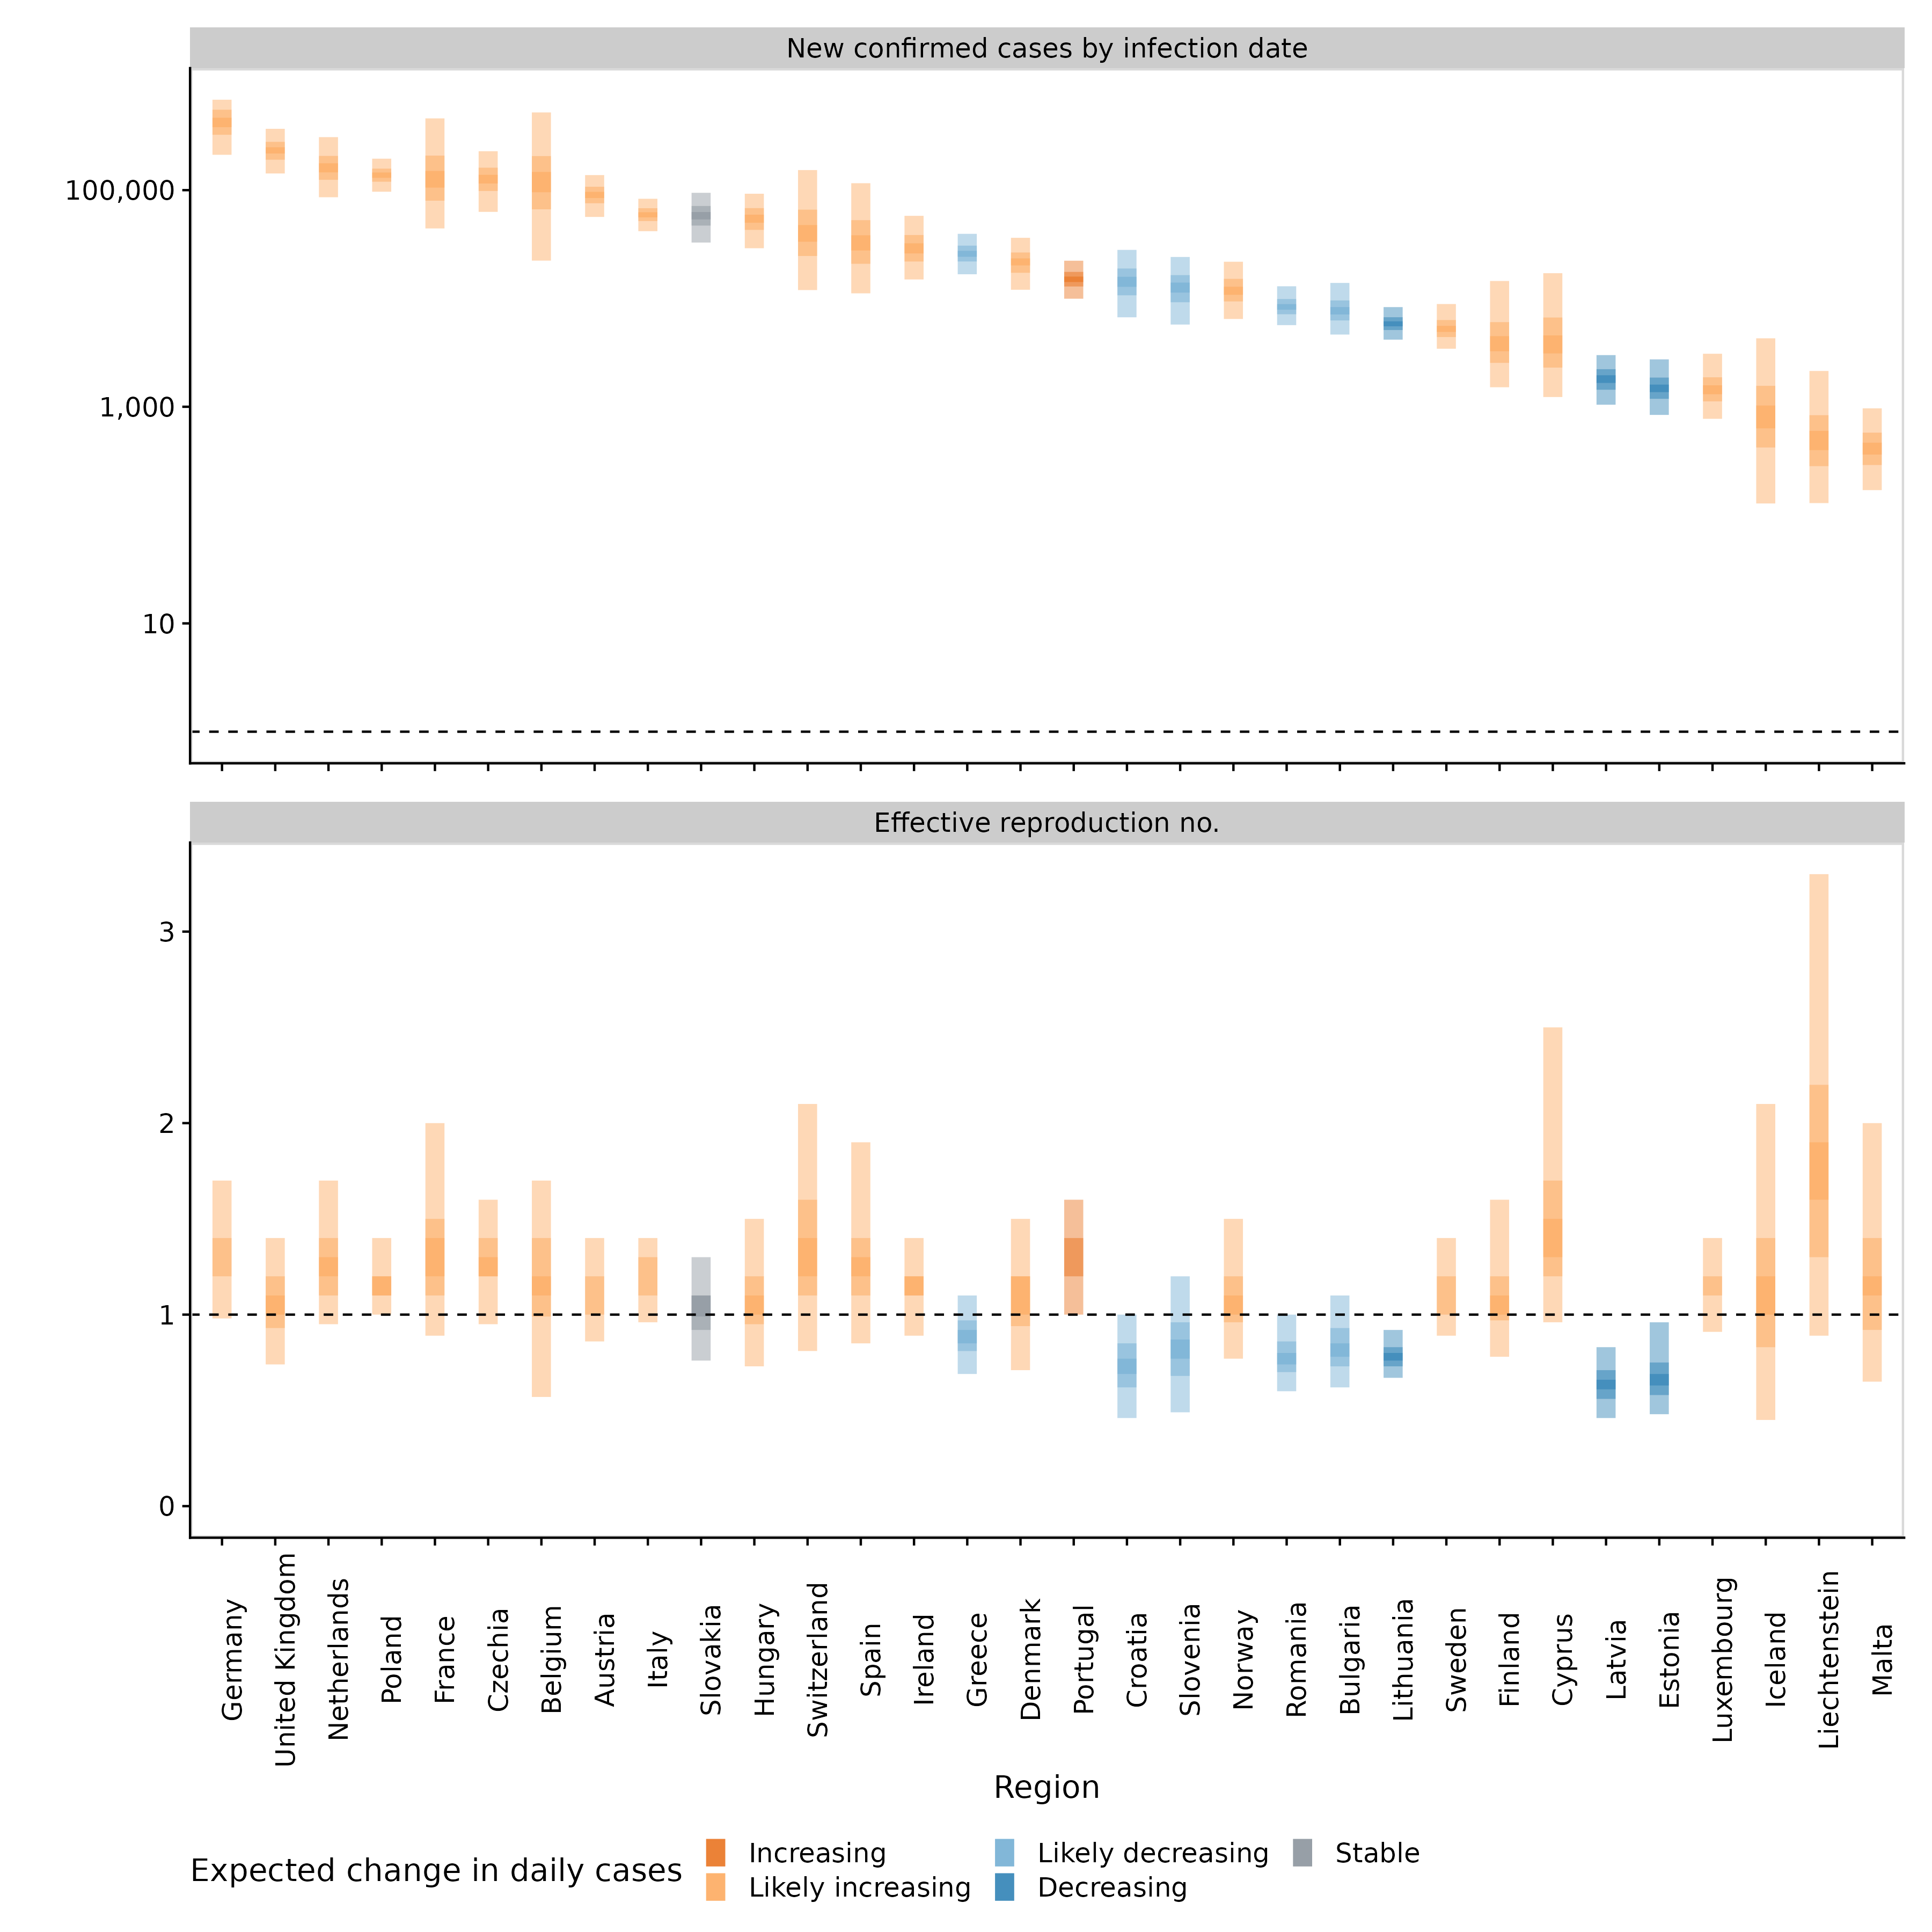 New confirmed cases by infection date
100,000
1,000
10
Effective reproduction no.
3
2
1
0
Germany
United Kingdom
Netherlands
Poland
France
Czechia
Belgium
Austria
Italy
Slovakia
Hungary
Switzerland
Spain
Ireland
Greece
Denmark
Portugal
Croatia
Slovenia
Norway
Romania
Bulgaria
Lithuania
Sweden
Finland
Cyprus
Latvia
Estonia
Luxembourg
Iceland
Liechtenstein
Malta
Region
Expected change in daily cases
Increasing
Likely increasing
Likely decreasing
Decreasing
Stable